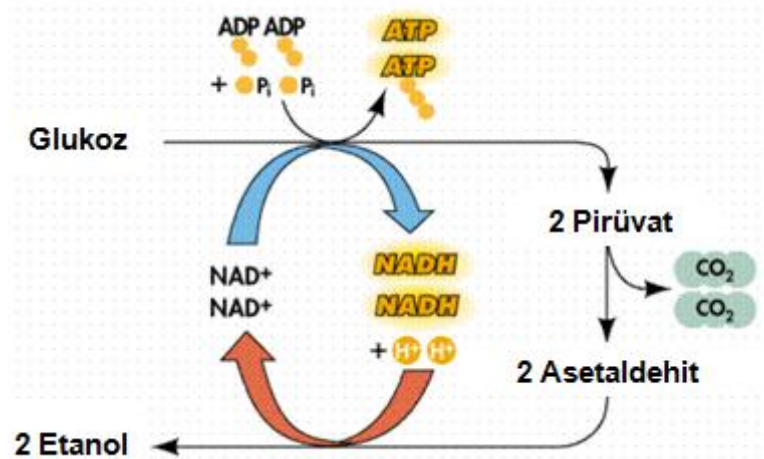 ADP ADP
+ Pi Pi
ATP
ATP
Glukoz
2 Pirüvat
NAD+
NAD+
NADH
NADH
+ H+ H+
CO2
CO2
2 Asetaldehit
2 Etanol